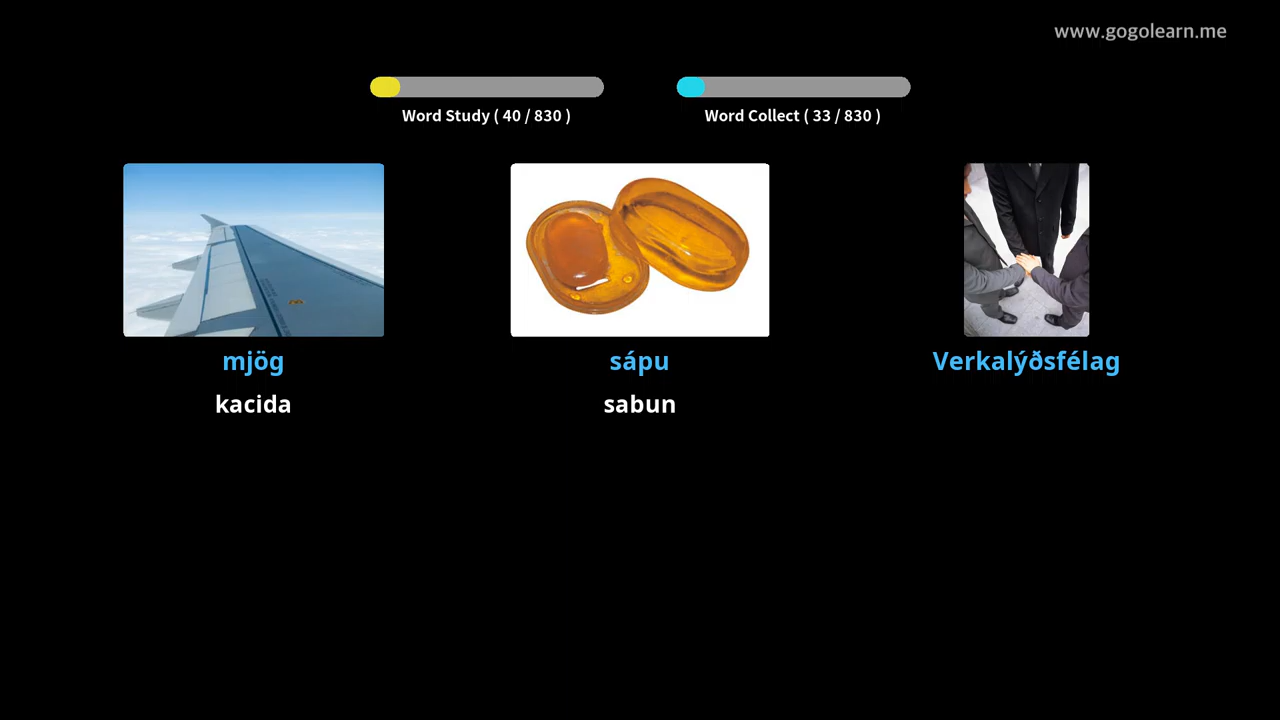 www.gogolearn.me
Word Study ( 40 / 830 )
Word Collect ( 33 / 830 )
mjög
sápu
Verkalýðsfélag
kacida
sabun